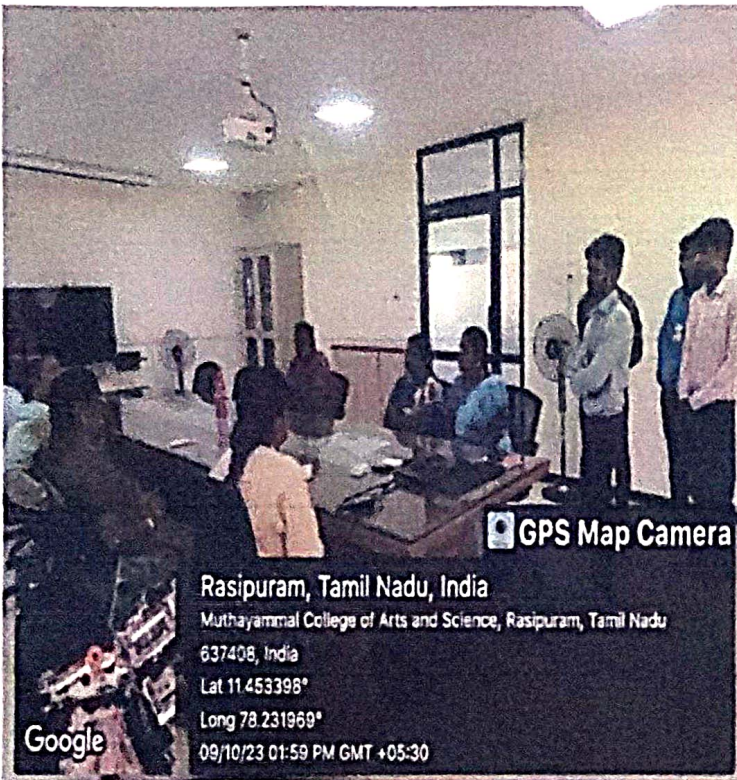 GPS Map Camera
Rasipuram, Tamil Nadu, India
Muthayammal College of Arts and Science, Rasipuram, Tamil Nadu
637408, India
Lat 11.453398°
Long 78.231969°
09/10/23 01:59 PM GMT +05:30
Google